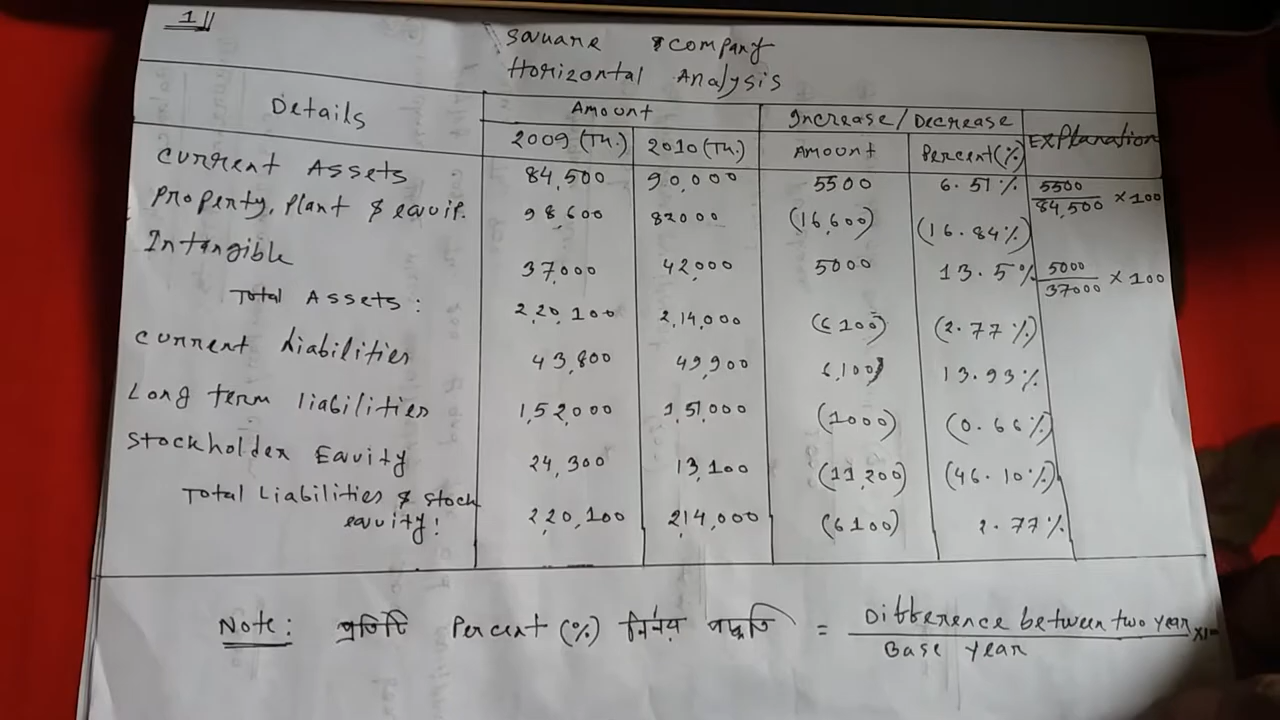 1
Savuare company
Horizontal Analysis
Details Amount Increase/Decrease Explanation
2009 (Th.) 2010 (Th.) Amount Percent(%)
Current Assets 84,500 90,000 5500 6.51% 5500/84,500 × 100
Property, Plant & equip. 98,600 82000 (16,600) (16.84%)
Intangible 37,000 42,000 5000 13.5% 5000/37000 × 100
Total Assets: 2,20,100 2,14,000 (6100) (2.77%)
Current Liabilities 43,800 49,900 6,100) 13.93%
Long term liabilities 1,52,000 1,51,000 (1000) (0.66%)
Stockholder Equity 24,300 13,100 (11,200) (46.10%)
Total Liabilities & stock
equity: 2,20,100 214,000 (6100) 2.77%
Note: প্রতিটি Percent (%) নির্ণয় পদ্ধতি = Difference between two year
Base year